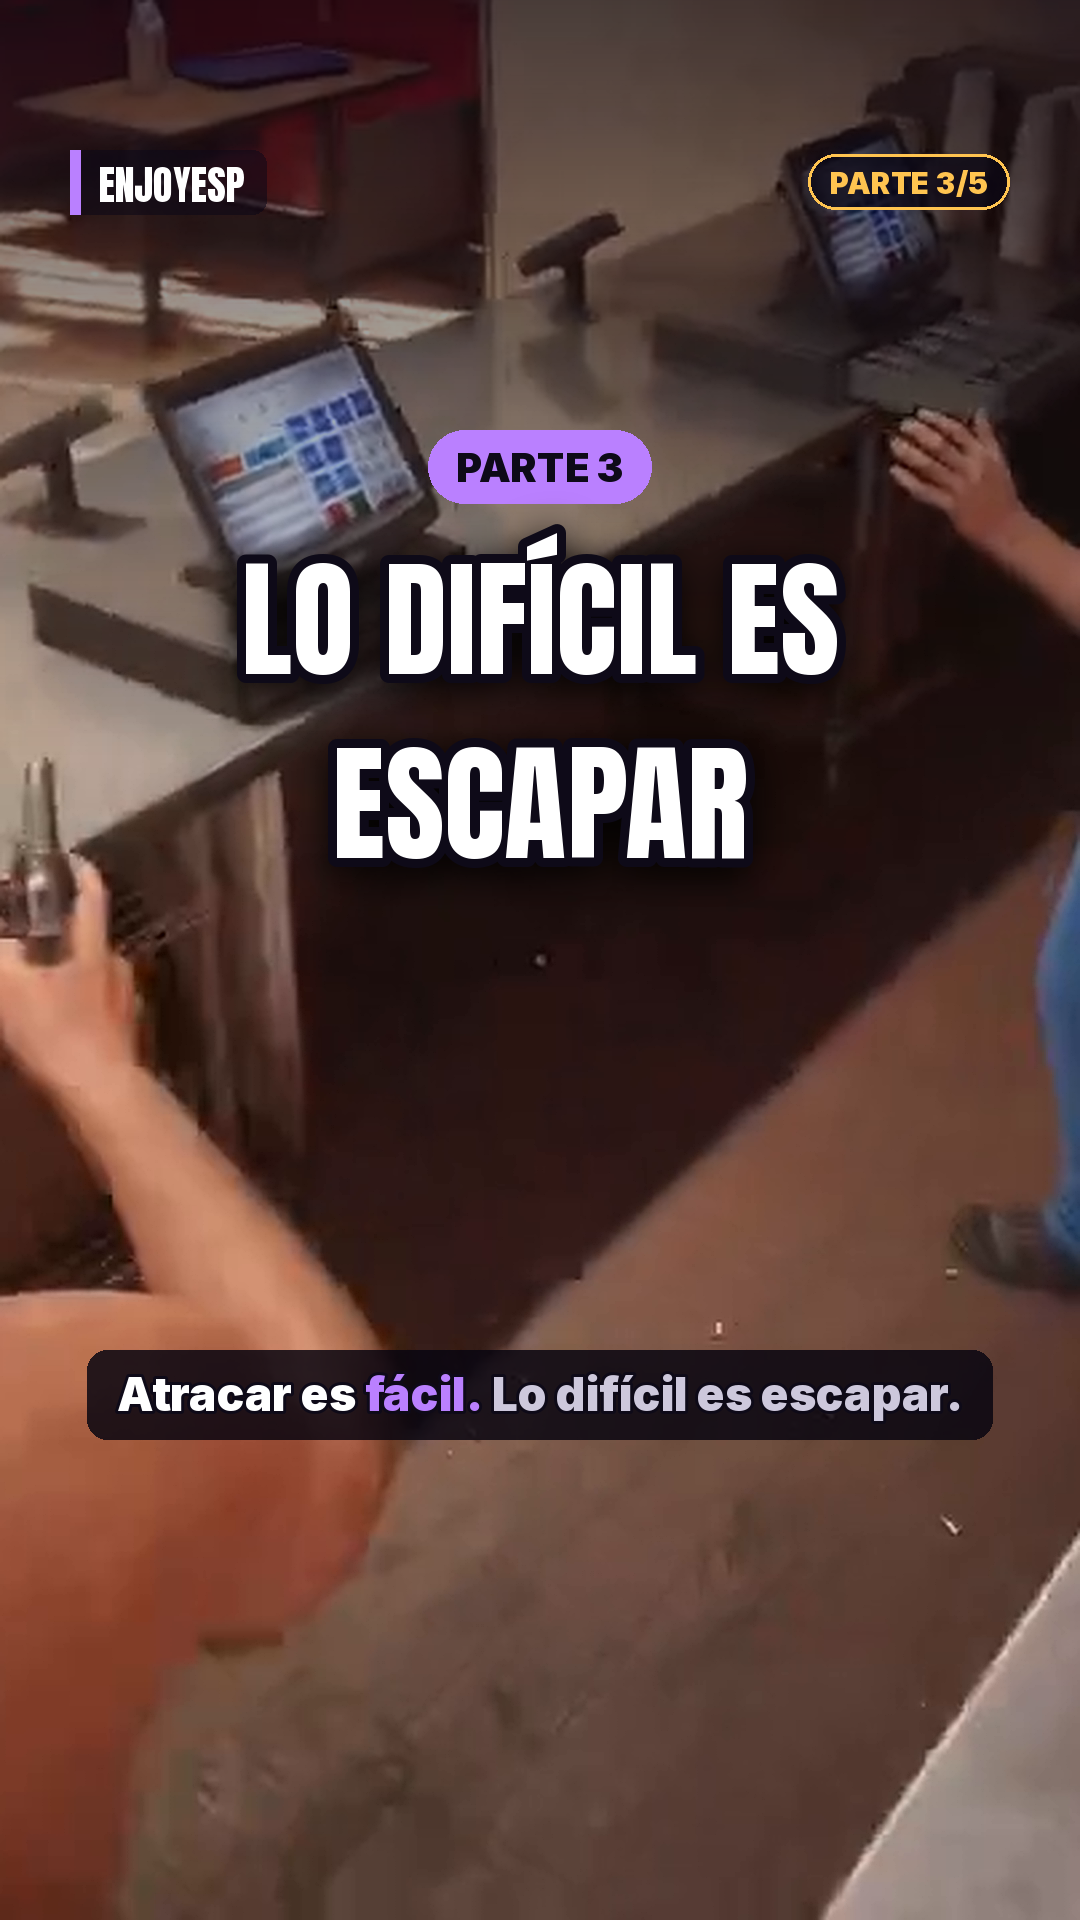 ENJOYESP
PARTE 3/5
PARTE 3
LO DIFÍCIL ES
ESCAPAR
Atracar es fácil. Lo difícil es escapar.